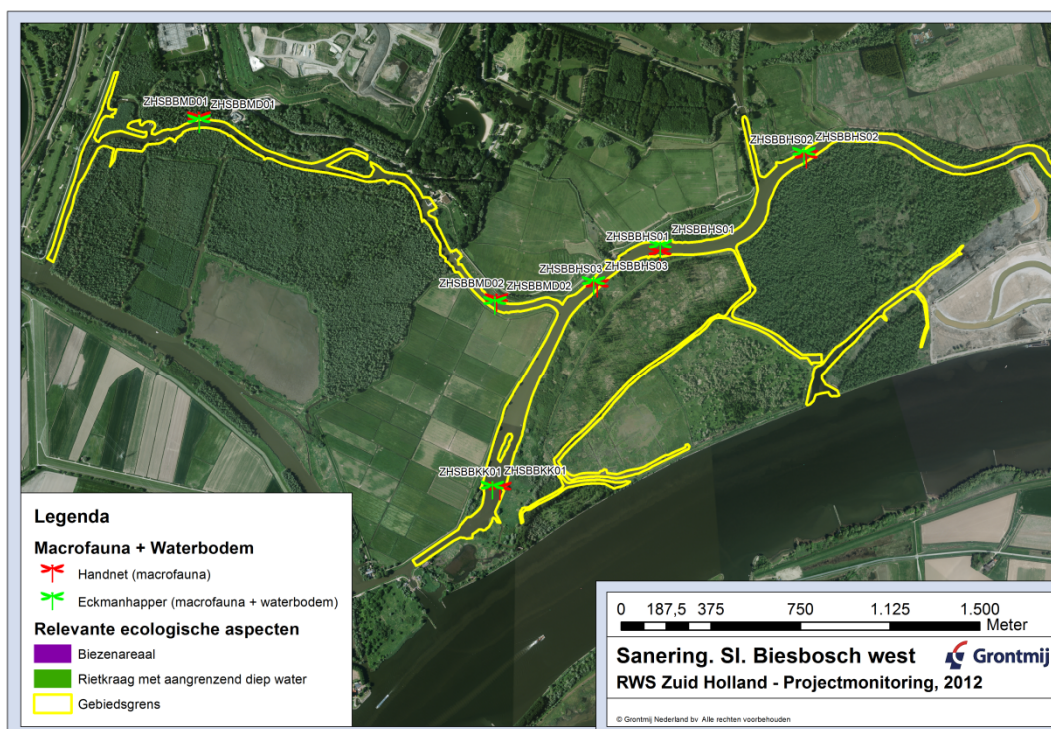 ZHSBBMD01 ZHSBBMD01
ZHSBBHS02 ZHSBBHS02
ZHSBBHS01 ZHSBBHS01
ZHSBBHS03 ZHSBBHS03
ZHSBBMD02 ZHSBBMD02
ZHSBBKK01 ZHSBBKK01
Legenda
Macrofauna + Waterbodem
Handnet (macrofauna)
Eckmanhapper (macrofauna + waterbodem)
Relevante ecologische aspecten
Biezenareaal
Rietkraag met aangrenzend diep water
Gebiedsgrens
0 187,5 375 750 1.125 1.500
Meter
Sanering. Sl. Biesbosch west
Grontmij
RWS Zuid Holland - Projectmonitoring, 2012
© Grontmij Nederland bv Alle rechten voorbehouden